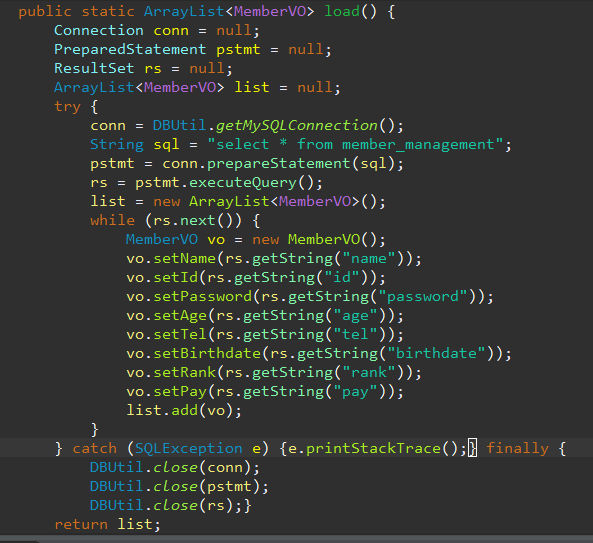 public static ArrayList<MemberVO> load() {
    Connection conn = null;
    PreparedStatement pstmt = null;
    ResultSet rs = null;
    ArrayList<MemberVO> list = null;
    try {
        conn = DBUtil.getMySQLConnection();
        String sql = "select * from member_management";
        pstmt = conn.prepareStatement(sql);
        rs = pstmt.executeQuery();
        list = new ArrayList<MemberVO>();
        while (rs.next()) {
            MemberVO vo = new MemberVO();
            vo.setName(rs.getString("name"));
            vo.setId(rs.getString("id"));
            vo.setPassword(rs.getString("password"));
            vo.setAge(rs.getString("age"));
            vo.setTel(rs.getString("tel"));
            vo.setBirthdate(rs.getString("birthdate"));
            vo.setRank(rs.getString("rank"));
            vo.setPay(rs.getString("pay"));
            list.add(vo);
        }
    } catch (SQLException e) {e.printStackTrace();} finally {
        DBUtil.close(conn);
        DBUtil.close(pstmt);
        DBUtil.close(rs);}
    return list;